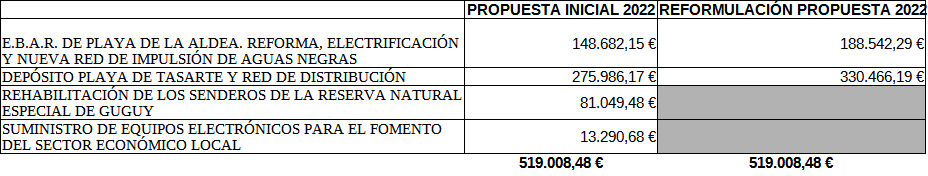 PROPUESTA INICIAL 2022 REFORMULACIÓN PROPUESTA 2022
E.B.A.R. DE PLAYA DE LA ALDEA. REFORMA, ELECTRIFICACIÓN
Y NUEVA RED DE IMPULSIÓN DE AGUAS NEGRAS
148.682,15 € 188.542,29 €
DEPÓSITO PLAYA DE TASARTE Y RED DE DISTRIBUCIÓN 275.986,17 € 330.466,19 €
REHABILITACIÓN DE LOS SENDEROS DE LA RESERVA NATURAL
ESPECIAL DE GUGUY
81.049,48 €
SUMINISTRO DE EQUIPOS ELECTRÓNICOS PARA EL FOMENTO
DEL SECTOR ECONÓMICO LOCAL
13.290,68 €
519.008,48 € 519.008,48 €